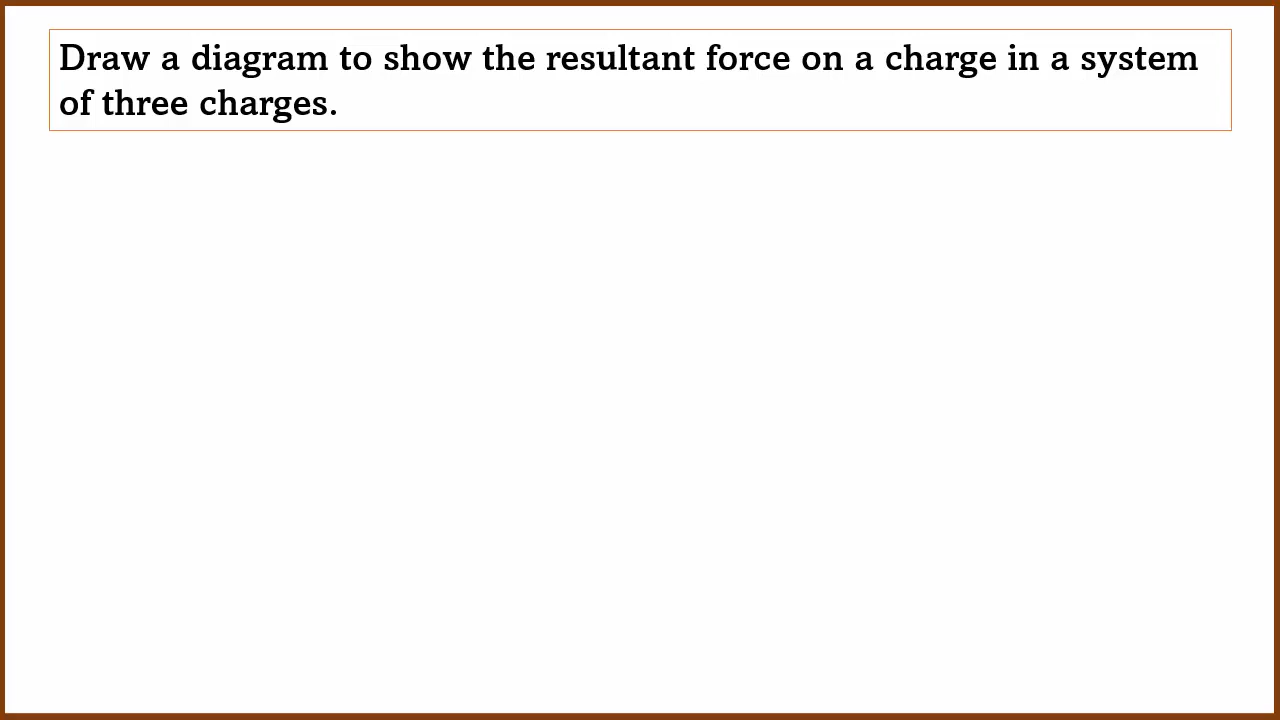 Draw a diagram to show the resultant force on a charge in a system
of three charges.